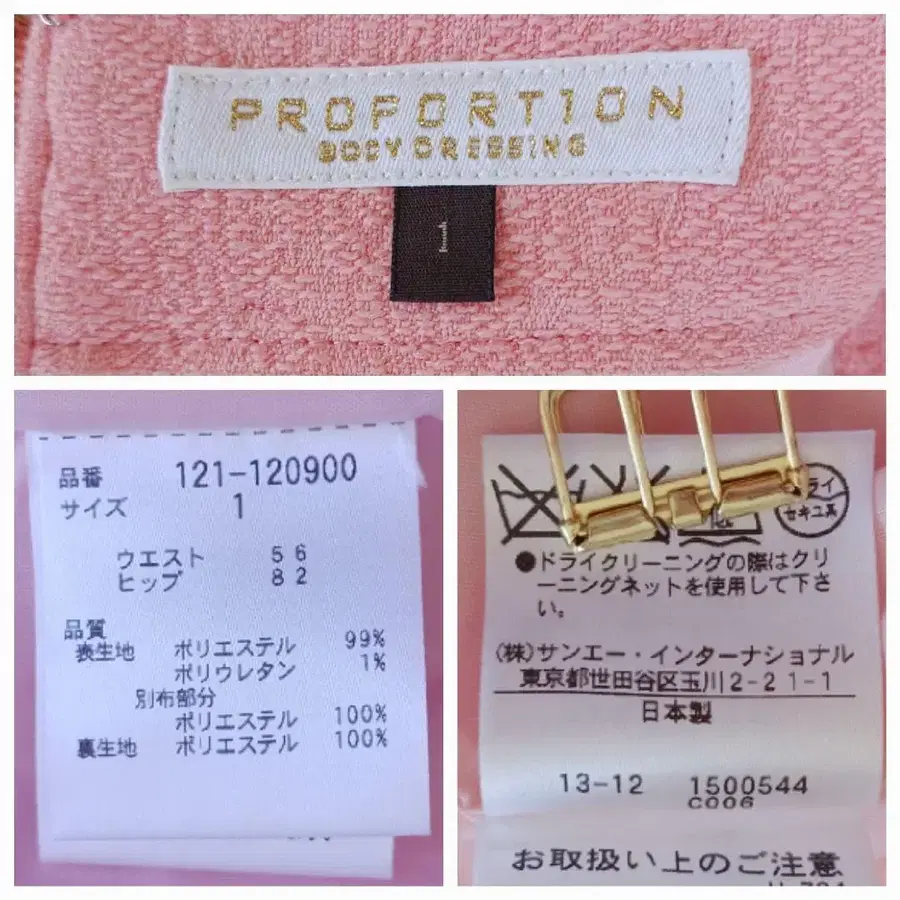 PROPORTION
BODY DRESSING
1
品番 121-120900
サイズ 1
ウエスト 56
ヒップ 82
品質
表生地 ポリエステル 99%
ポリウレタン 1%
別布部分
ポリエステル 100%
裏生地 ポリエステル 100%
セキユ系
●ドライクリーニングの際はクリ
ーニングネットを使用して下さ
い。
(株)サンエー・インターナショナル
東京都世田谷区玉川2-21-1
日本製
13-12 1500544
C006
お取扱い上のご注意